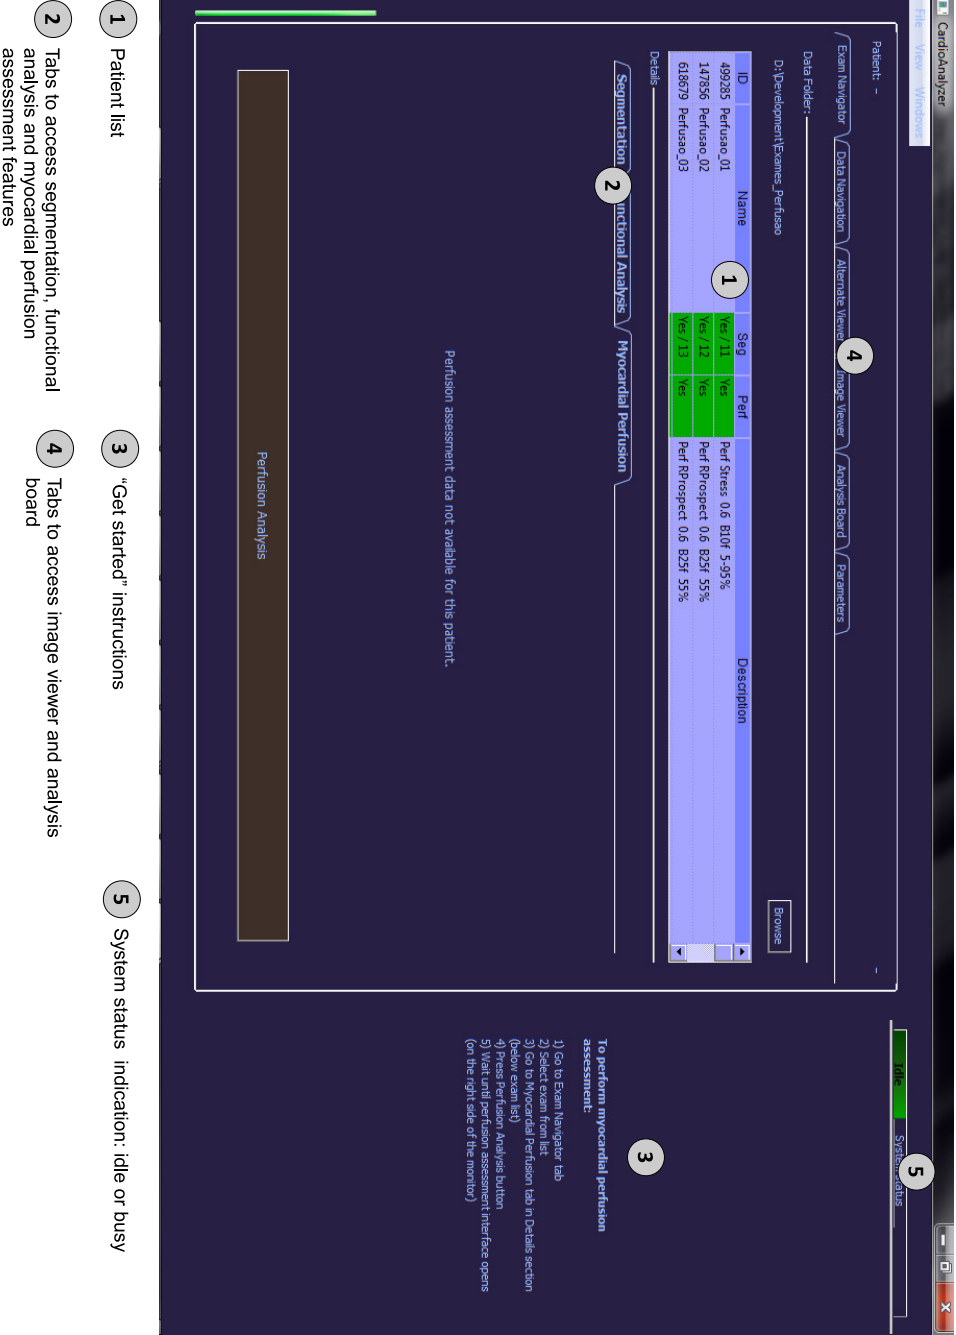 CardioAnalyzer
File View Windows
Patient: -
-
Idle
System Status
5
Exam Navigator Data Navigation Alternate Viewer Image Viewer Analysis Board Parameters
4
Data Folder:
D:\Development\Exames_Perfusao
Browse
ID Name Seg Perf Description
1
499285 Perfusao_01 Yes / 11 Yes Perf Stress 0.6 B10f 5-95%
147856 Perfusao_02 Yes / 12 Yes Perf RProspect 0.6 B25f 55%
618679 Perfusao_03 Yes / 13 Yes Perf RProspect 0.6 B25f 55%
Details
Segmentation unctional Analysis Myocardial Perfusion
2
Perfusion assessment data not available for this patient.
Perfusion Analysis
3
To perform myocardial perfusion
assessment:
1) Go to Exam Navigator tab
2) Select exam from list
3) Go to Myocardial Perfusion tab in Details section
(below exam list)
4) Press Perfusion Analysis button
5) Wait until perfusion assessment interface opens
(on the right side of the monitor)
1 Patient list
2 Tabs to access segmentation, functional
analysis and myocardial perfusion
assessment features
3 "Get started" instructions
4 Tabs to access image viewer and analysis
board
5 System status indication: idle or busy